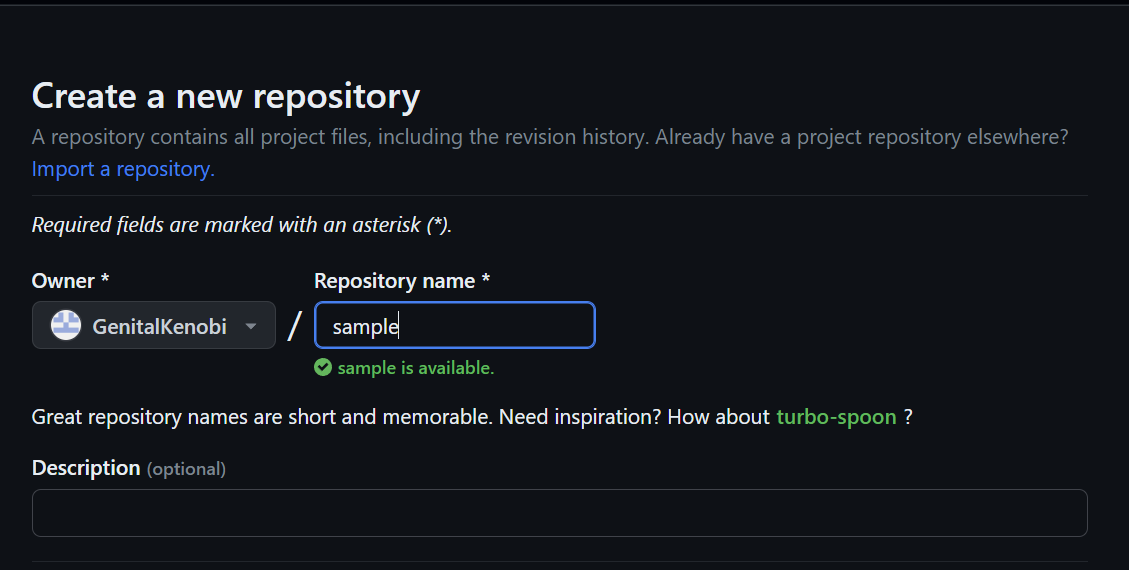 Create a new repository
A repository contains all project files, including the revision history. Already have a project repository elsewhere?
Import a repository.
Required fields are marked with an asterisk (*).
Owner * Repository name *
GenitalKenobi / sample
sample is available.
Great repository names are short and memorable. Need inspiration? How about turbo-spoon ?
Description (optional)